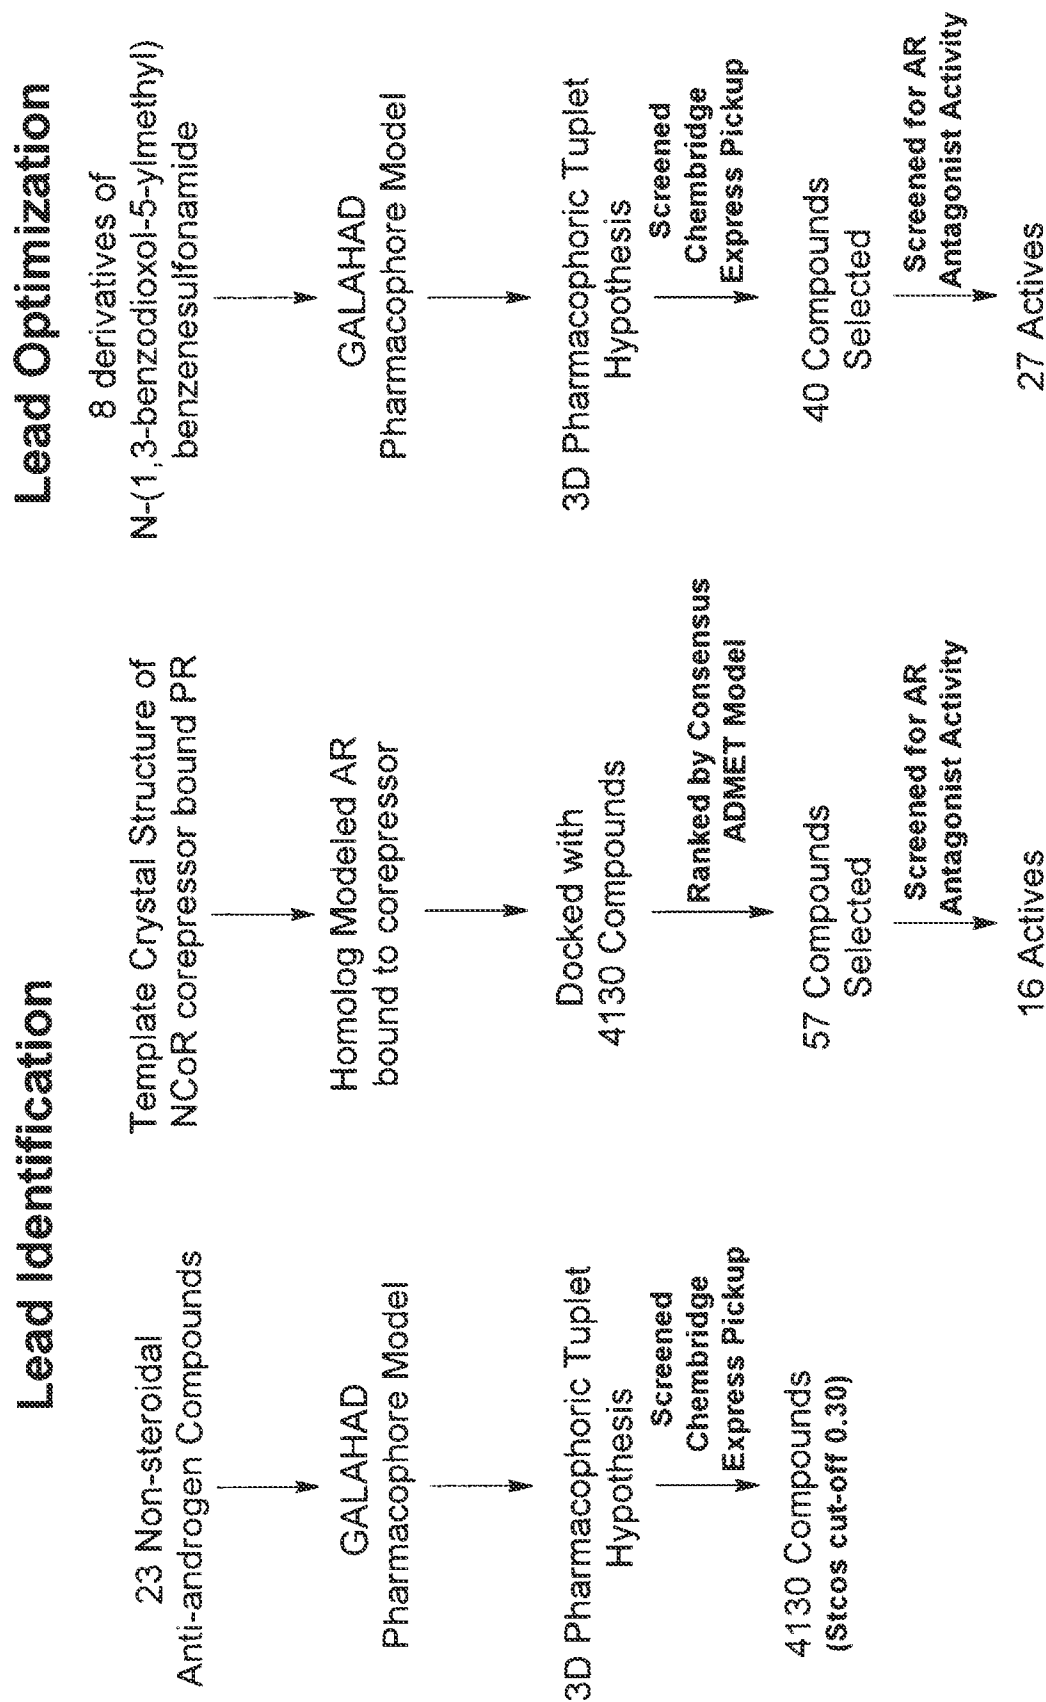 Lead Identification
23 Non-steroidal
Anti-androgen Compounds
GALAHAD
Pharmacophore Model
3D Pharmacophoric Tuplet
Hypothesis
Screened
Chembridge
Express Pickup
4130 Compounds
(Stcos cut-off 0.30)
Template Crystal Structure of
NCoR corepressor bound PR
Homolog Modeled AR
bound to corepressor
Docked with
4130 Compounds
Ranked by Consensus
ADMET Model
57 Compounds
Selected
Screened for AR
Antagonist Activity
16 Actives
Lead Optimization
8 derivatives of
N-(1,3-benzodioxol-5-ylmethyl)
benzenesulfonamide
GALAHAD
Pharmacophore Model
3D Pharmacophoric Tuplet
Hypothesis
Screened
Chembridge
Express Pickup
40 Compounds
Selected
Screened for AR
Antagonist Activity
27 Actives